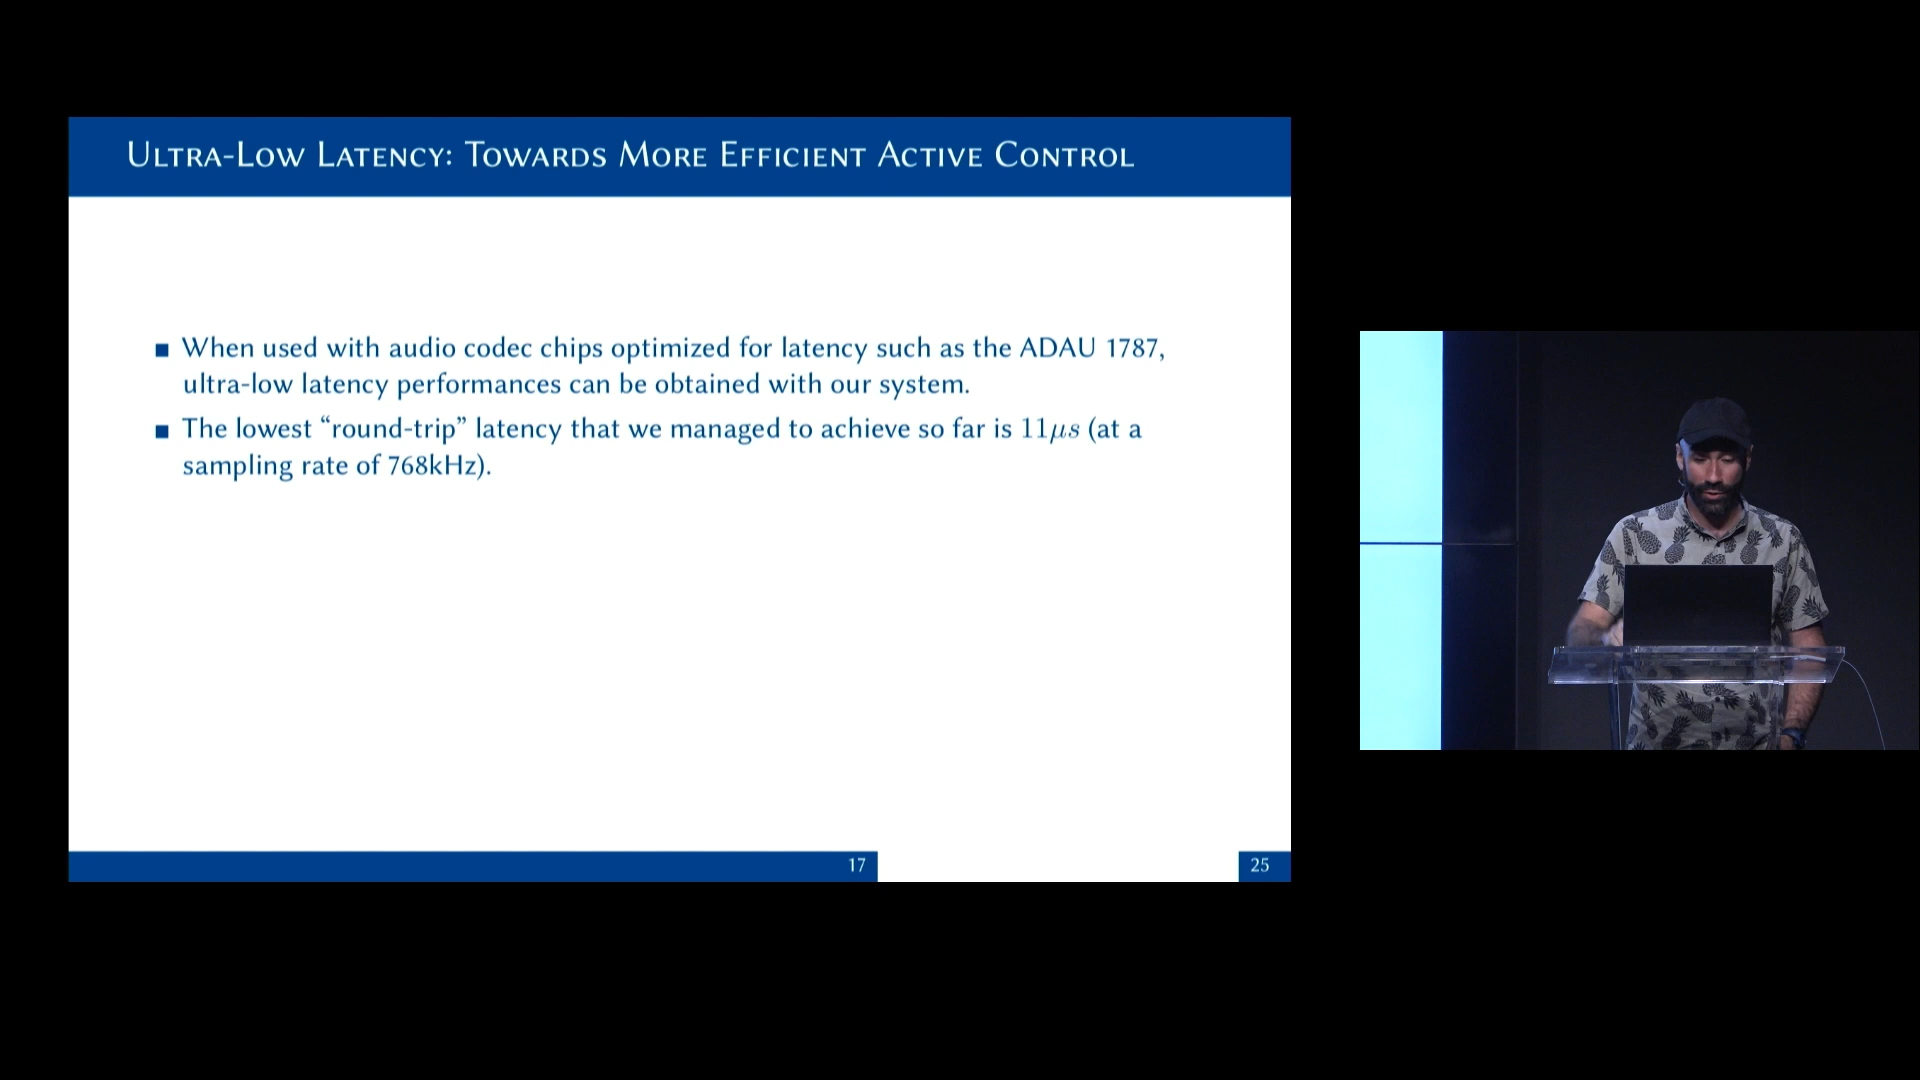 Ultra-Low Latency: Towards More Efficient Active Control
When used with audio codec chips optimized for latency such as the ADAU 1787,
ultra-low latency performances can be obtained with our system.
The lowest “round-trip” latency that we managed to achieve so far is 11μs (at a
sampling rate of 768kHz).
17
25